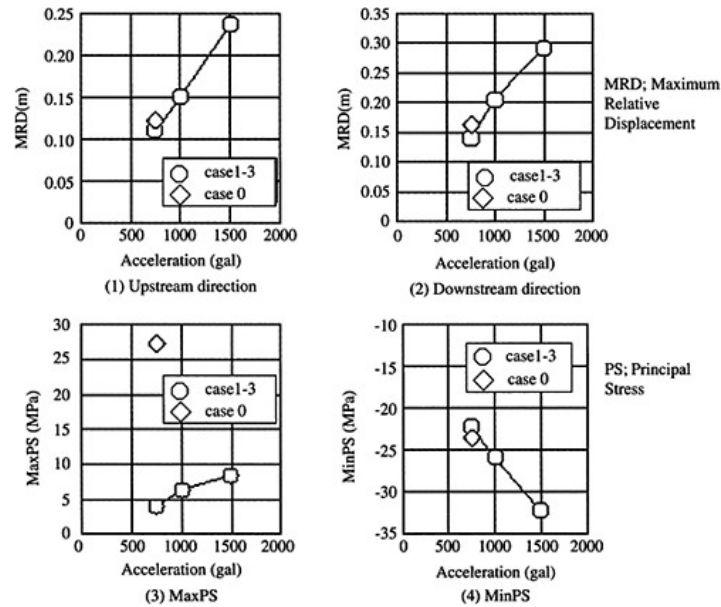 0.25
0.20
0.15
0.10
0.05
0
MRD(m)
case1-3
case 0
0 500 1000 1500 2000
Acceleration (gal)
(1) Upstream direction
0.35
0.30
0.25
0.20
0.15
0.10
0.05
0
MRD(m)
case1-3
case 0
0 500 1000 1500 2000
Acceleration (gal)
(2) Downstream direction
MRD; Maximum
Relative
Displacement
30
25
20
15
10
5
0
MaxPS (MPa)
case1-3
case 0
0 500 1000 1500 2000
Acceleration (gal)
(3) MaxPS
-10
-15
-20
-25
-32
-35
MinPS (MPa)
case1-3
case 0
0 500 1000 1500 2000
Acceleration (gal)
(4) MinPS
PS; Principal
Stress